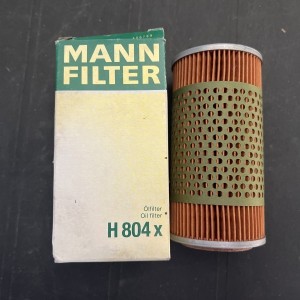 MANN
FILTER
Ölfilter
Oil filter
H 804 x